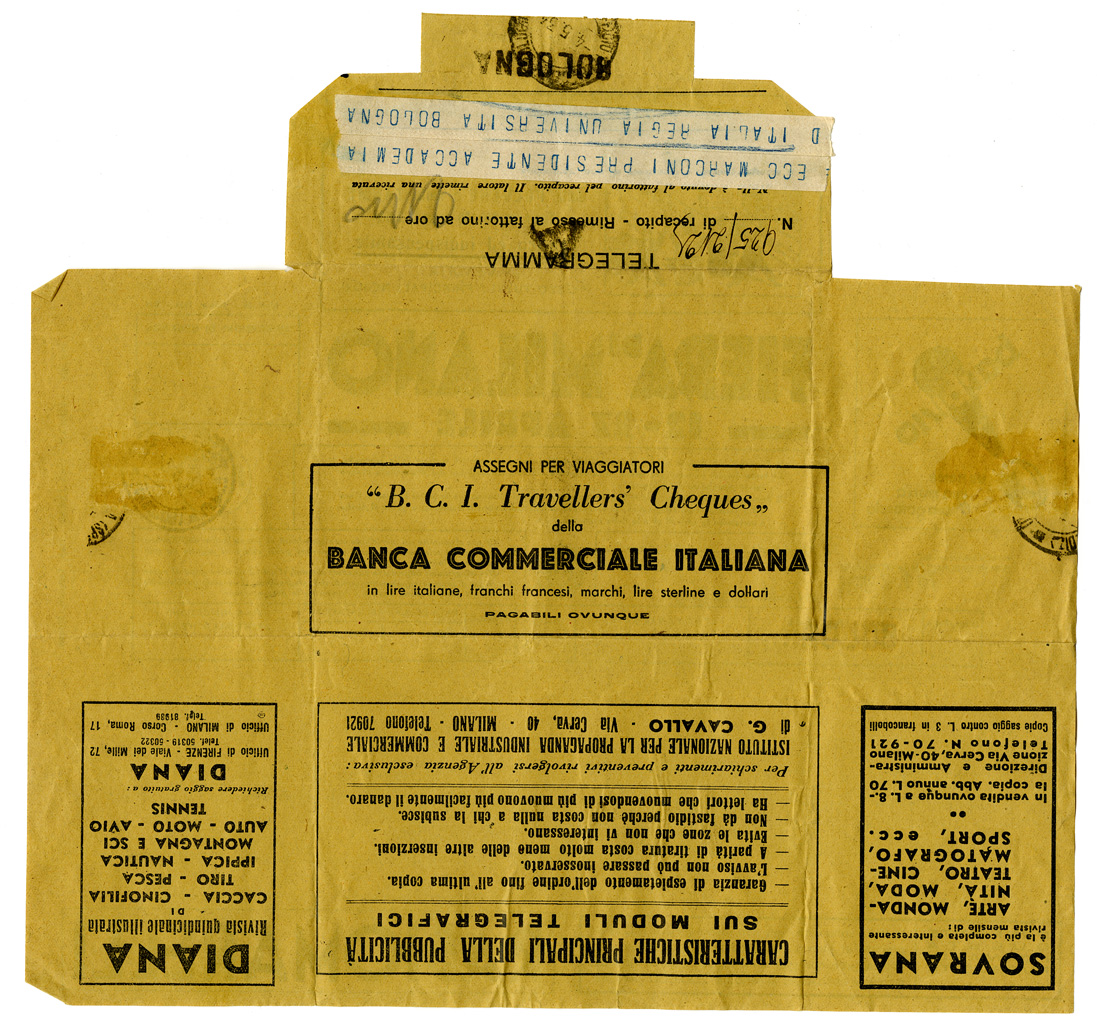 BOLOGNA
ECC MARCONI PRESIDENTE ACCADEMIA
D ITALIA REGIA UNIVERSITA BOLOGNA
Nulla è dovuto al fattorino pel recapito. Il latore rimette una ricevuta
N. 925/2121 di recapito - Rimesso al fattorino ad ore
TELEGRAMMA
ASSEGNI PER VIAGGIATORI
“B. C. I. Travellers' Cheques„
della
BANCA COMMERCIALE ITALIANA
in lire italiane, franchi francesi, marchi, lire sterline e dollari
PAGABILI OVUNQUE
DIANA
Rivista quindicinale illustrata
DI
CACCIA - CINOFILIA
TIRO - PESCA
IPPICA - NAUTICA
MONTAGNA E SCI
AUTO - MOTO - AVIO
TENNIS
Richiedere saggio gratuito a:
DIANA
Ufficio di FIRENZE - Viale dei Mille, 72
Telef. 50319 - 50322
Ufficio di MILANO - Corso Roma, 17
Telef. 81989
CARATTERISTICHE PRINCIPALI DELLA PUBBLICITÀ
SUI MODULI TELEGRAFICI
— Garanzia di espletamento dell'ordine fino all'ultima copia.
— L'avviso non può passare inosservato.
— A parità di tiratura costa molto meno delle altre inserzioni.
— Evita le zone che non vi interessano.
— Non dà fastidio perchè non costa nulla a chi la subisce.
— Ha lettori che muovendosi di più muovono più facilmente il danaro.
Per schiarimenti e preventivi rivolgersi all'Agenzia esclusiva:
ISTITUTO NAZIONALE PER LA PROPAGANDA INDUSTRIALE E COMMERCIALE
di G. CAVALLO - Via Cerva, 40 - MILANO - Telefono 70921
SOVRANA
è la più completa e interessante
rivista mensile di:
ARTE, MONDA-
NITÀ, MODA,
TEATRO, CINE-
MATOGRAFO,
SPORT, ecc.
In vendita ovunque a L. 8.-
la copia. Abb. annuo L. 70
Direzione e Amministra-
zione Via Cerva, 40-Milano
Telefono N. 70-921
Copia saggio contro L. 3 in francobolli